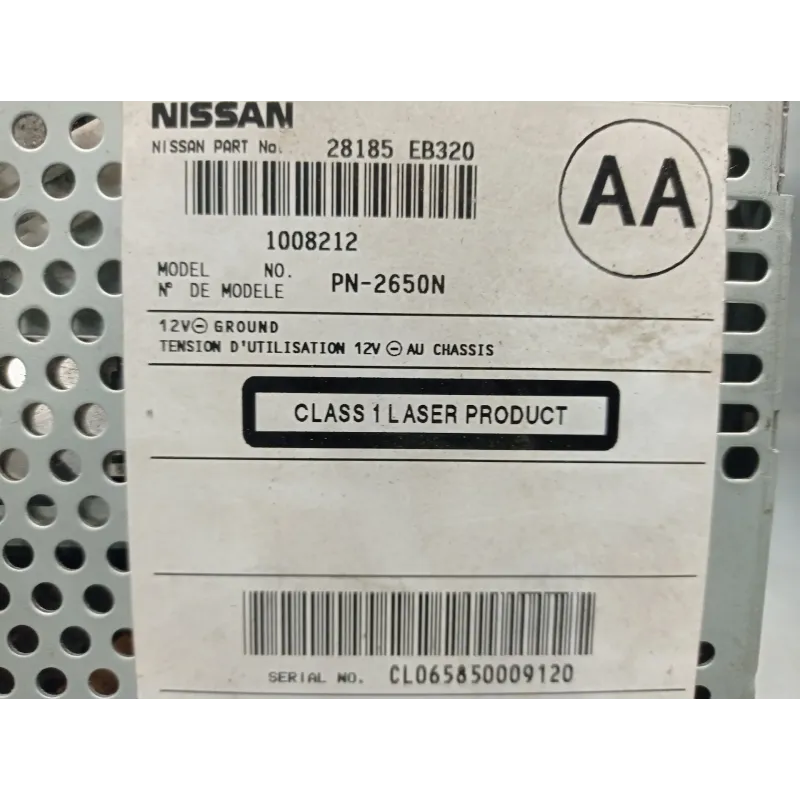 NISSAN
NISSAN PART No. 28185 EB320
AA
1008212
MODEL NO.
N° DE MODELE PN-2650N
12V⊖ GROUND
TENSION D'UTILISATION 12V ⊖ AU CHASSIS
CLASS 1 LASER PRODUCT
SERIAL NO. CL065850009120